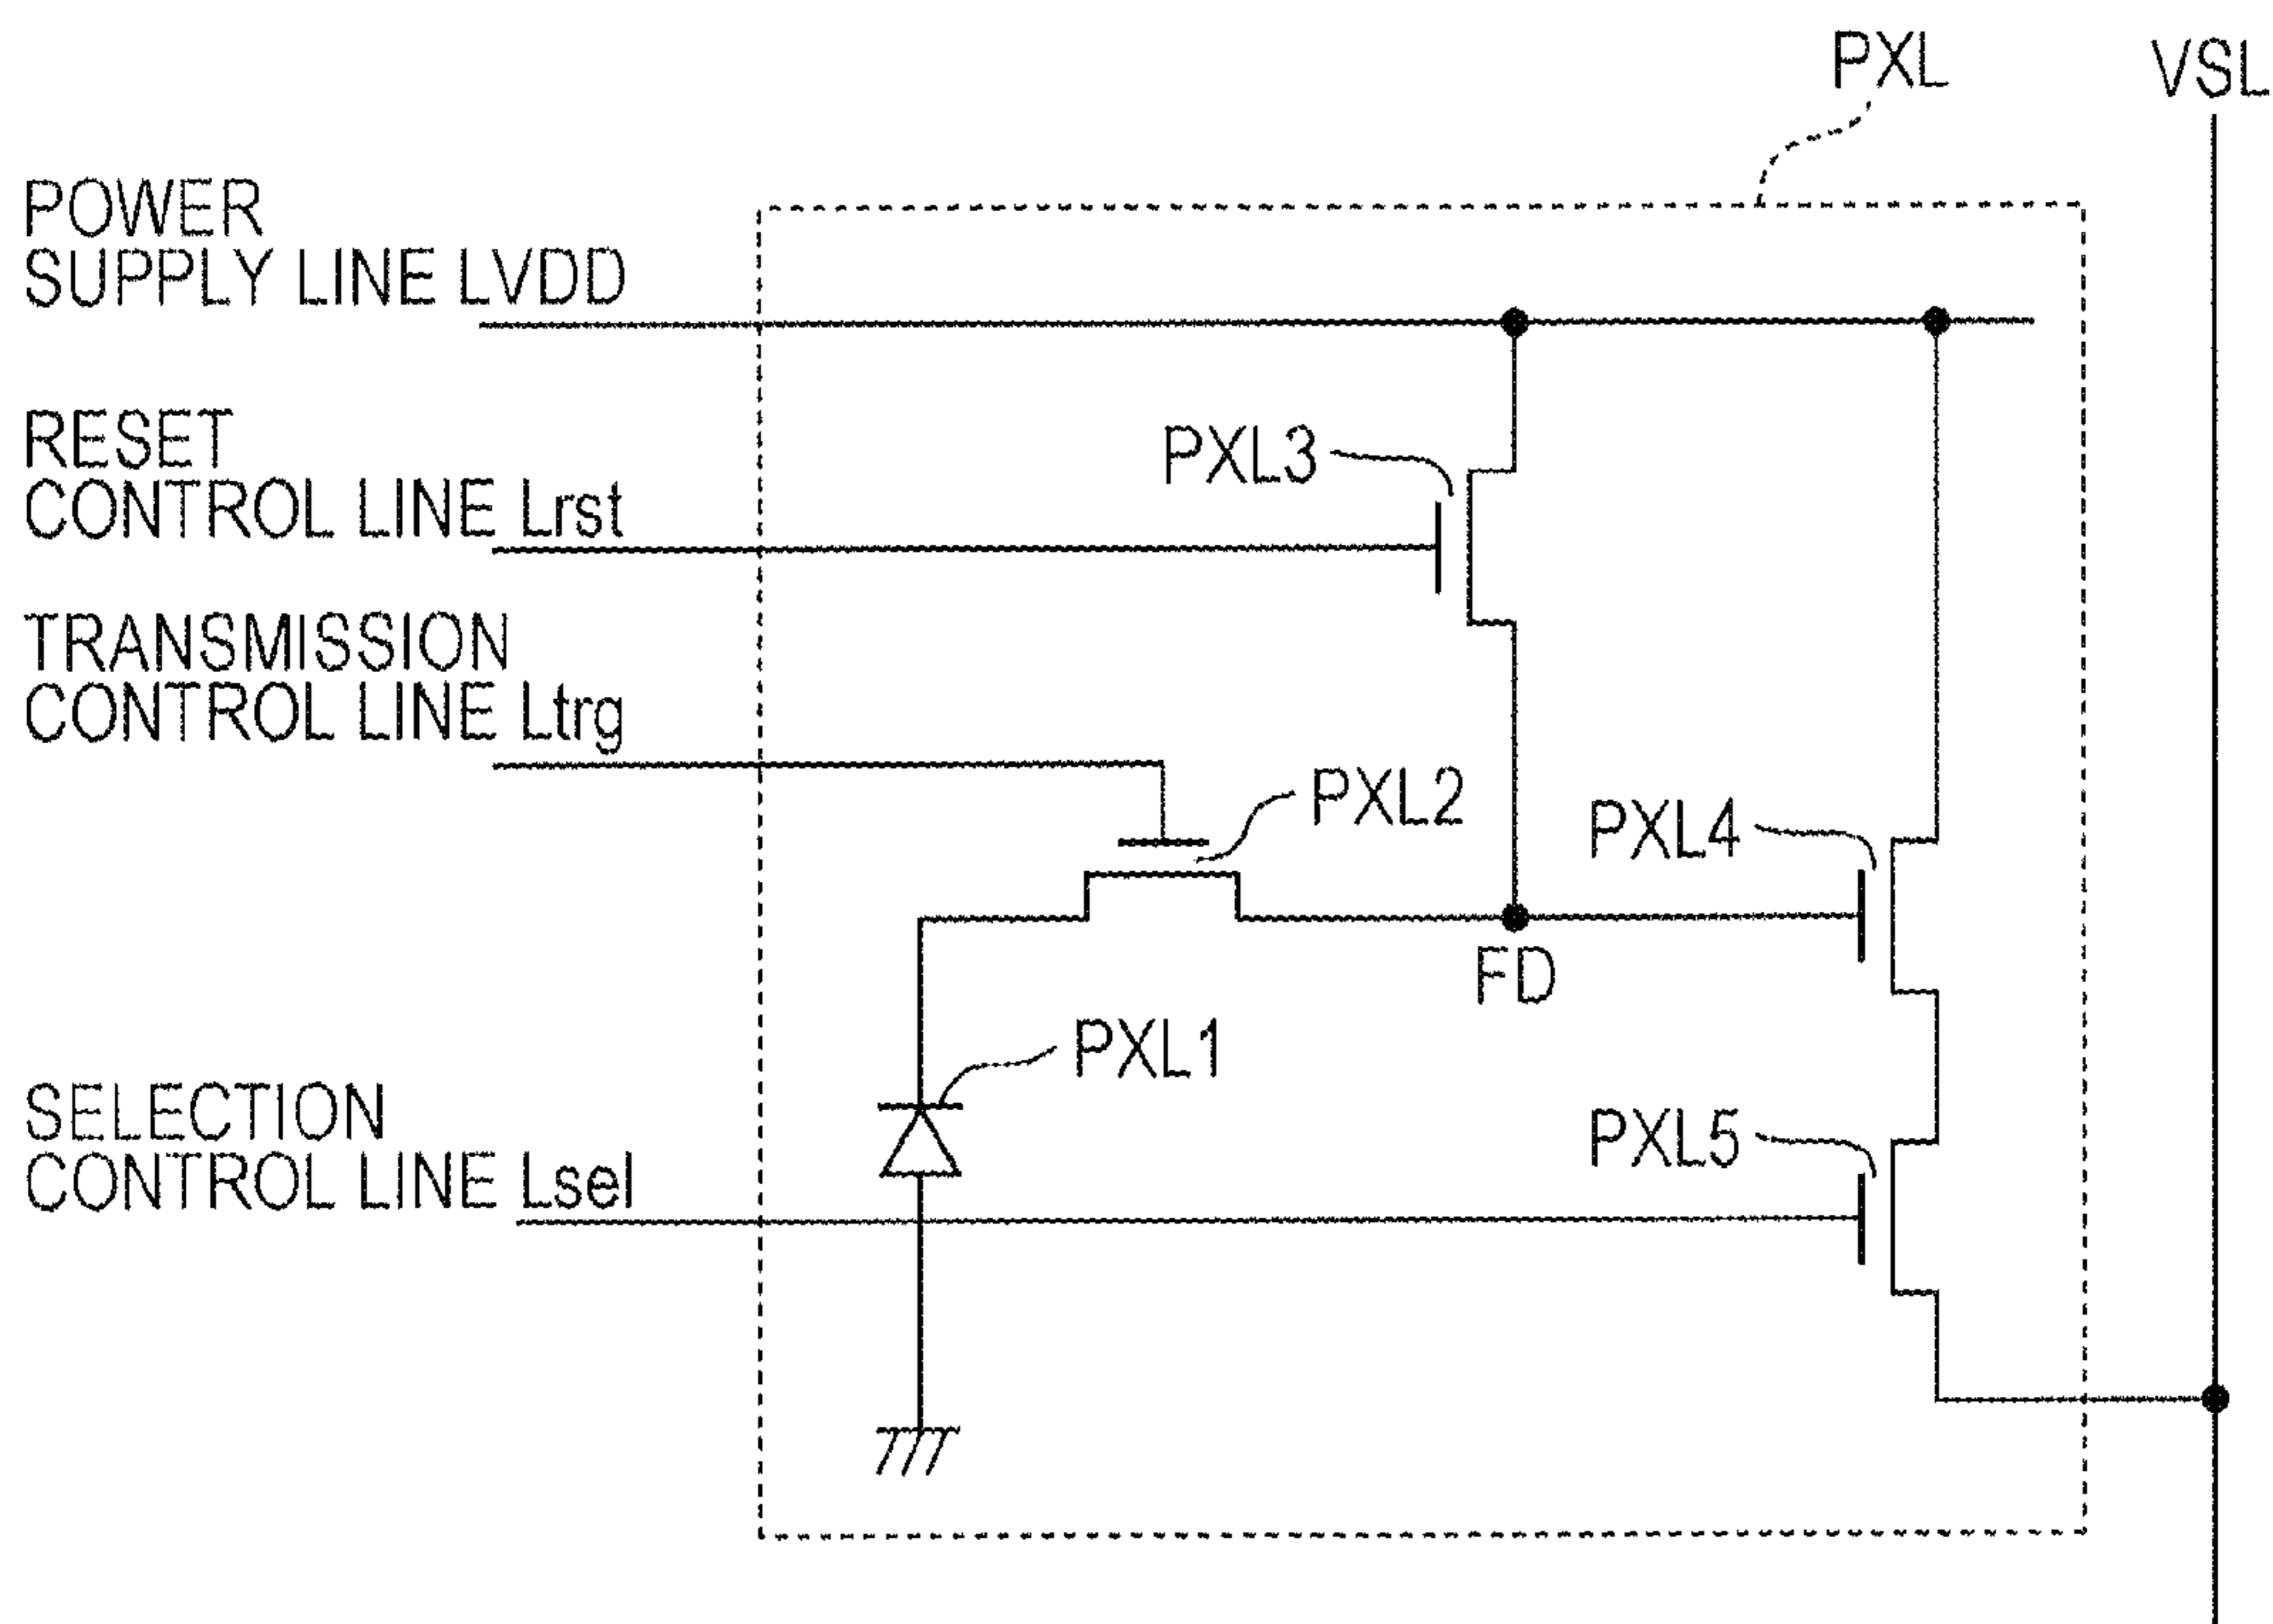 PXL
VSL
POWER
SUPPLY LINE LVDD
RESET
CONTROL LINE Lrst
PXL3
TRANSMISSION
CONTROL LINE Ltrg
PXL2
PXL4
FD
PXL1
SELECTION
CONTROL LINE Lsel
PXL5